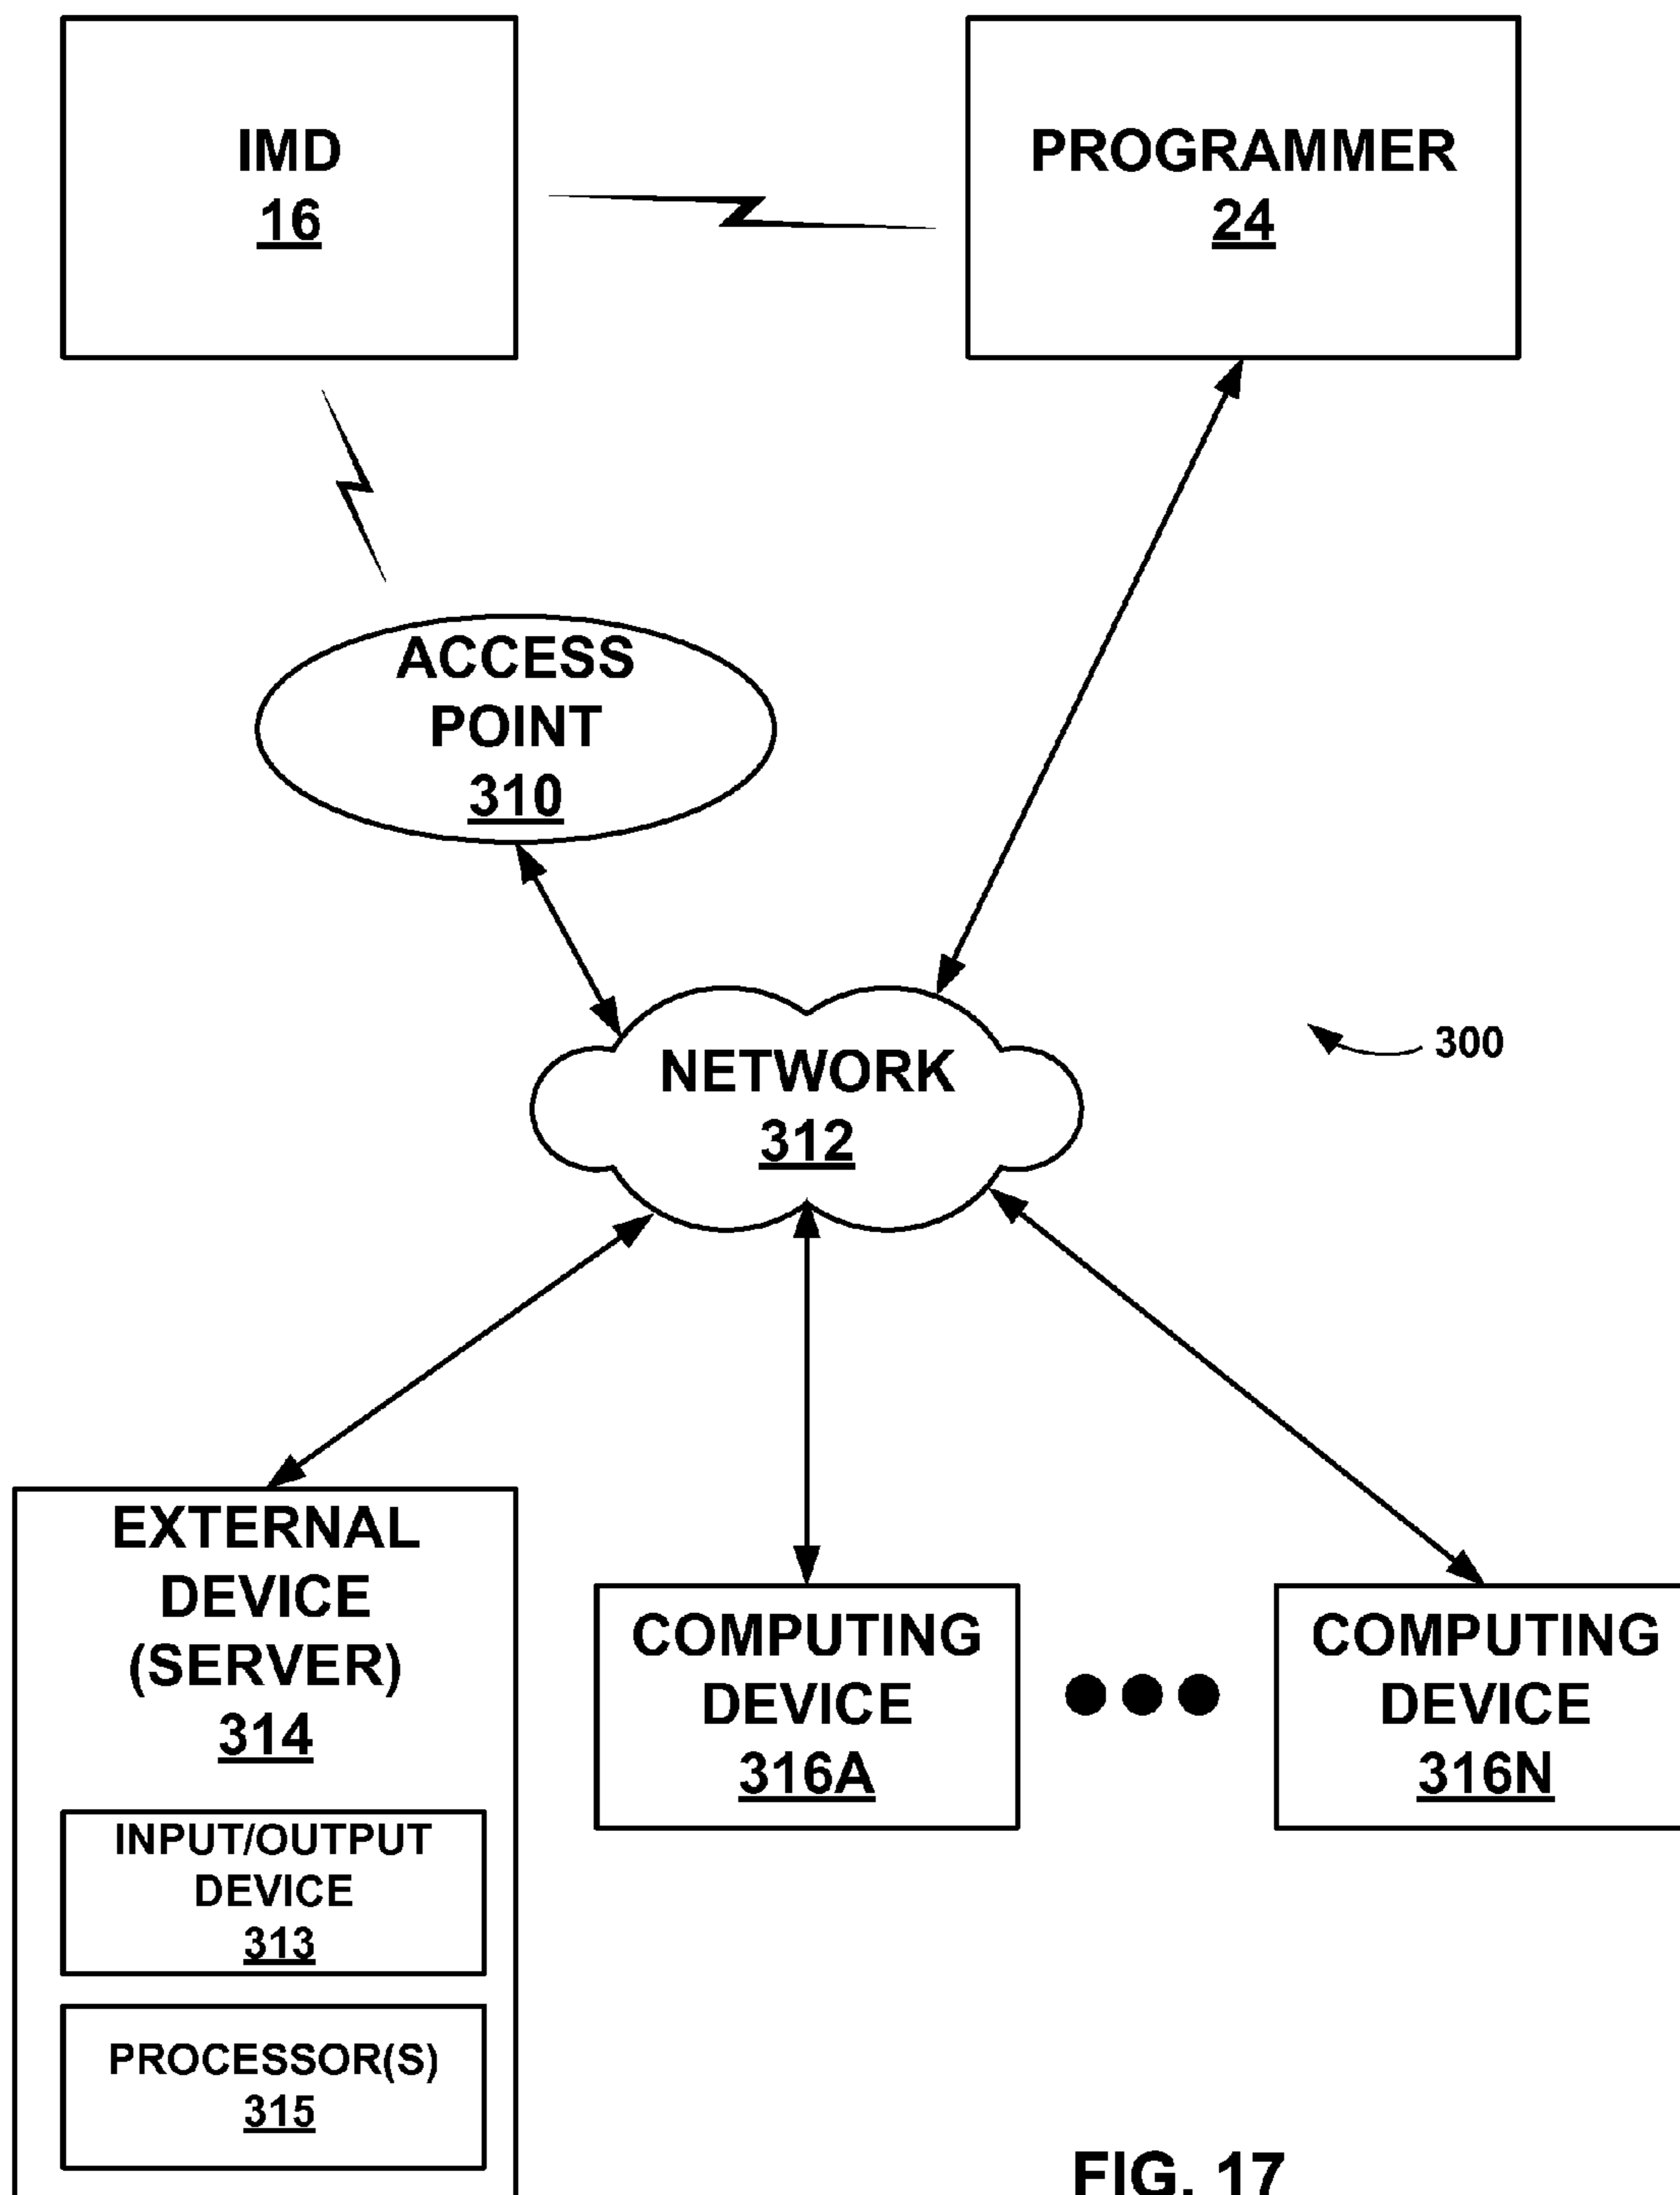 IMD
16
PROGRAMMER
24
ACCESS
POINT
310
NETWORK
312
300
EXTERNAL
DEVICE
(SERVER)
314
INPUT/OUTPUT
DEVICE
313
PROCESSOR(S)
315
COMPUTING
DEVICE
316A
COMPUTING
DEVICE
316N
FIG. 17